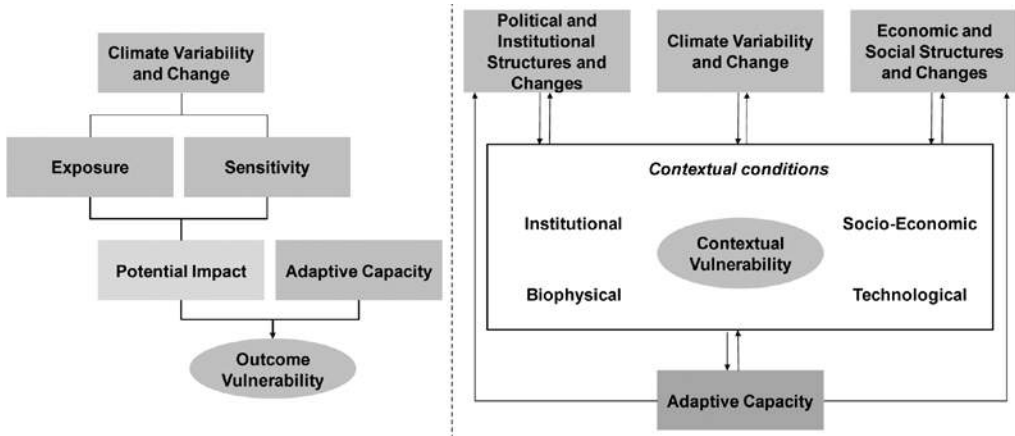 Climate Variability
and Change
Exposure
Sensitivity
Potential Impact
Adaptive Capacity
Outcome
Vulnerability
Political and
Institutional
Structures and
Changes
Climate Variability
and Change
Economic and
Social Structures
and Changes
Contextual conditions
Institutional
Socio-Economic
Contextual
Vulnerability
Biophysical
Technological
Adaptive Capacity